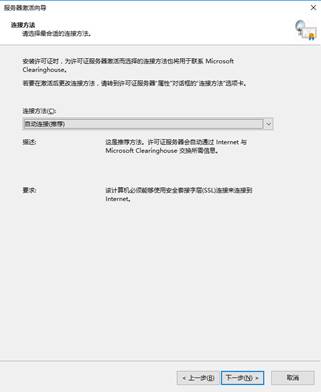 服务器激活向导
连接方法
请选择最合适的连接方法。
安装许可证时，为许可证服务器激活而选择的连接方法也将用于联系 Microsoft
Clearinghouse。
若要在激活后更改连接方法，请转到许可证服务器"属性"对话框的"连接方法"选项卡。
连接方法(C):
自动连接(推荐)
描述:
这是推荐方法。许可证服务器会自动通过 Internet 与
Microsoft Clearinghouse 交换所需信息。
要求:
该计算机必须能够使用安全套接字层(SSL)连接来连接到
Internet。
< 上一步(B)
下一步(N) >
取消